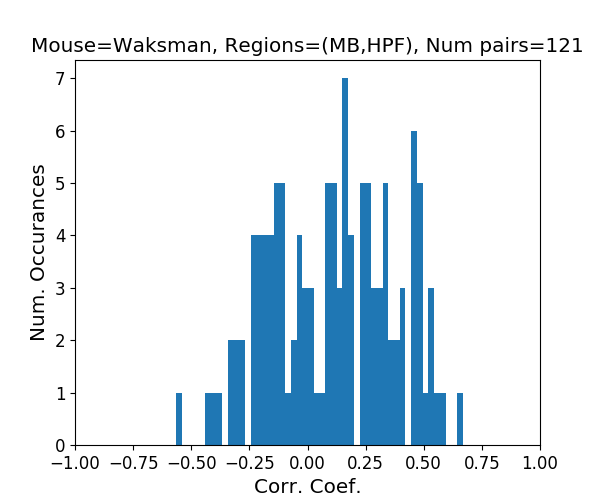 Mouse=Waksman, Regions=(MB,HPF), Num pairs=121
7
6
5
4
3
2
1
0
Num. Occurances
−1.00 −0.75 −0.50 −0.25 0.00 0.25 0.50 0.75 1.00
Corr. Coef.